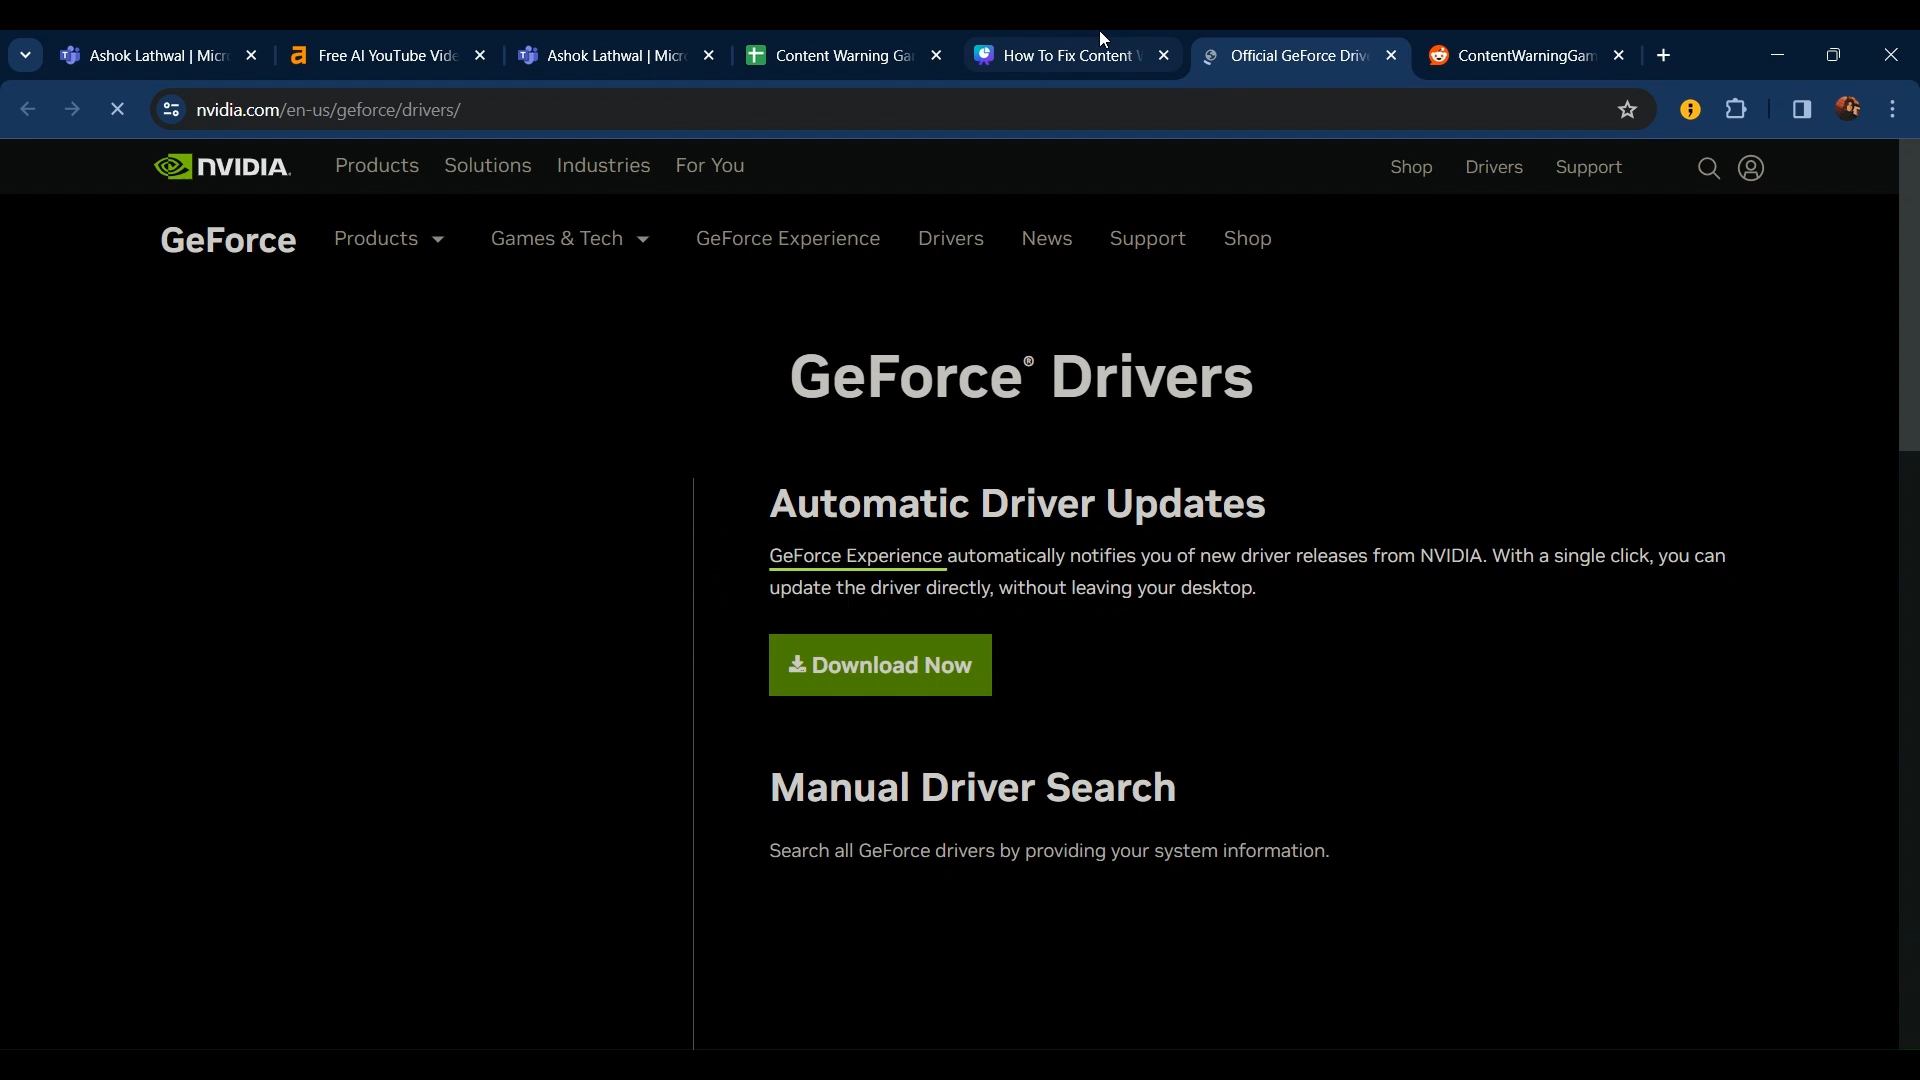 Ashok Lathwal | Micr
Free AI YouTube Vide
Ashok Lathwal | Micr
Content Warning Ga
How To Fix Content
Official GeForce Driv
ContentWarningGam
nvidia.com/en-us/geforce/drivers/
NVIDIA.
Products
Solutions
Industries
For You
Shop
Drivers
Support
GeForce
Products
Games & Tech
GeForce Experience
Drivers
News
Support
Shop
GeForce® Drivers
Automatic Driver Updates
GeForce Experience automatically notifies you of new driver releases from NVIDIA. With a single click, you can
update the driver directly, without leaving your desktop.
Download Now
Manual Driver Search
Search all GeForce drivers by providing your system information.